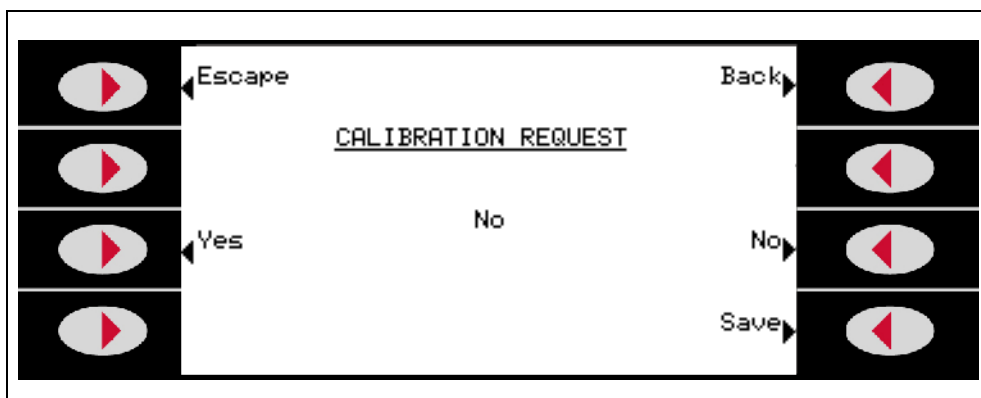 Escape Back
CALIBRATION REQUEST
No
Yes No
Save